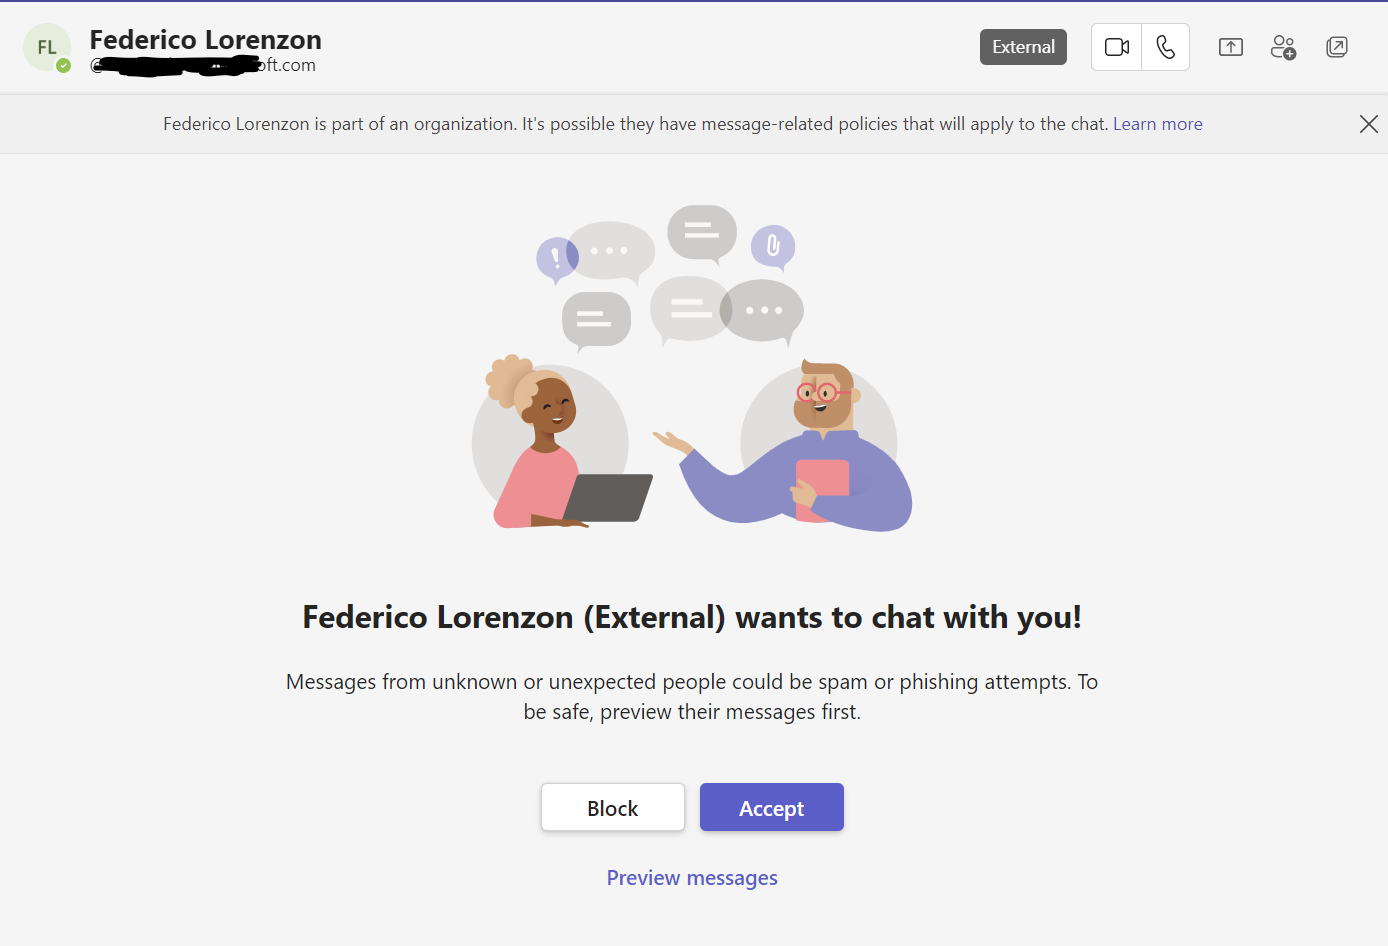 FL
Federico Lorenzon
oft.com
External
Federico Lorenzon is part of an organization. It's possible they have message-related policies that will apply to the chat. Learn more
!
Federico Lorenzon (External) wants to chat with you!
Messages from unknown or unexpected people could be spam or phishing attempts. To
be safe, preview their messages first.
Block
Accept
Preview messages